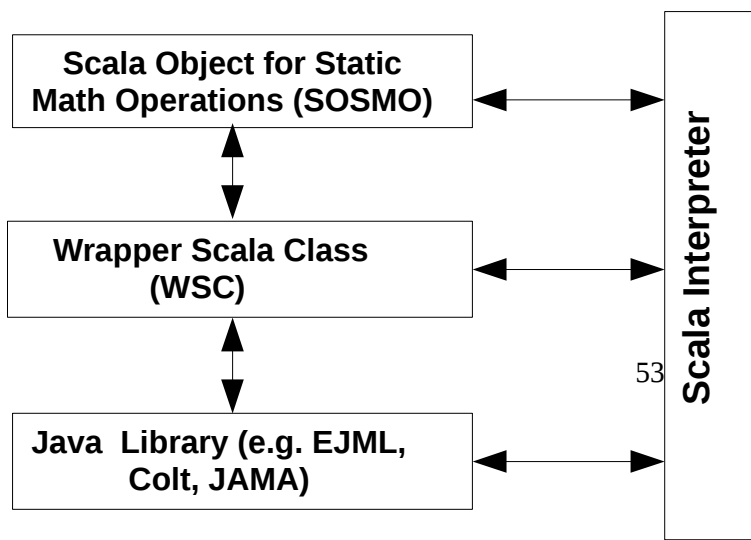 Scala Object for Static
Math Operations (SOSMO)
Wrapper Scala Class
(WSC)
Java Library (e.g. EJML,
Colt, JAMA)
Scala Interpreter
53